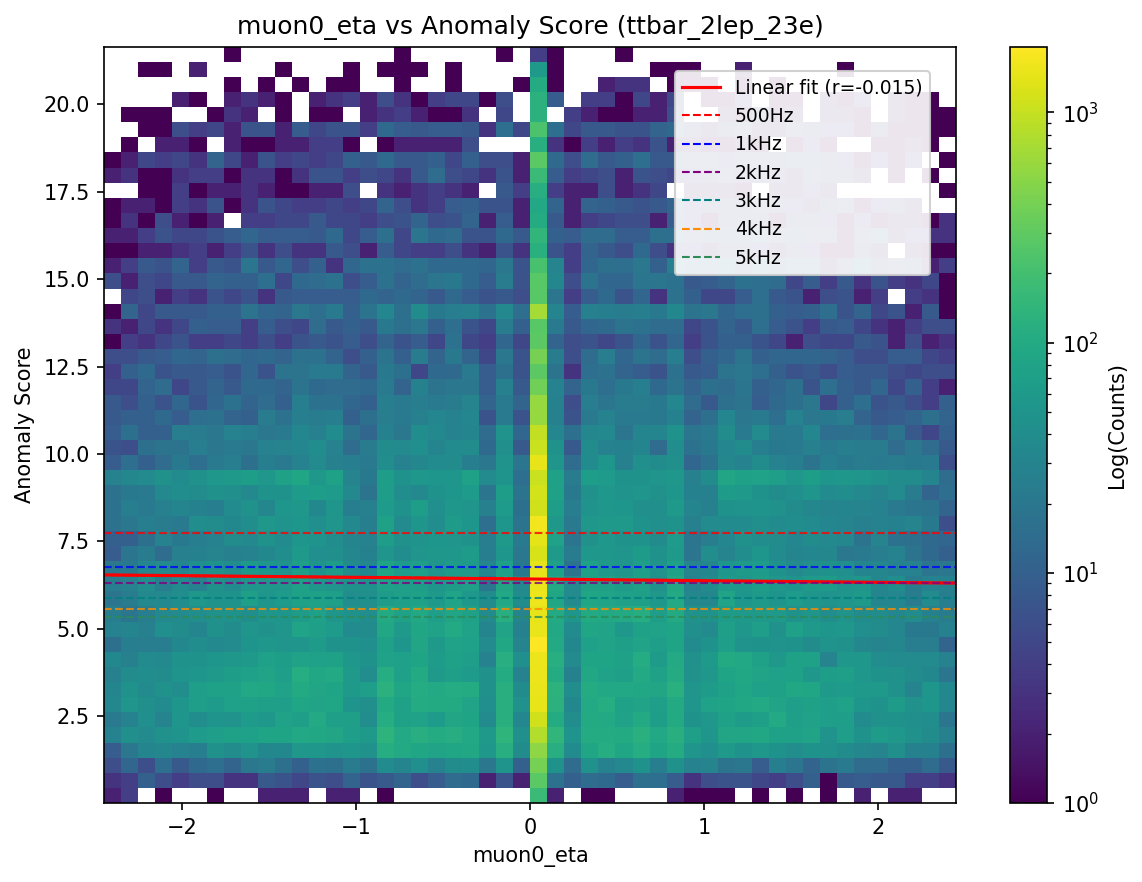 muon0_eta vs Anomaly Score (ttbar_2lep_23e)
Linear fit (r=-0.015)
500Hz
1kHz
2kHz
3kHz
4kHz
5kHz
Anomaly Score
20.0
17.5
15.0
12.5
10.0
7.5
5.0
2.5
−2
−1
0
1
2
muon0_eta
10³
10²
10¹
10⁰
Log(Counts)